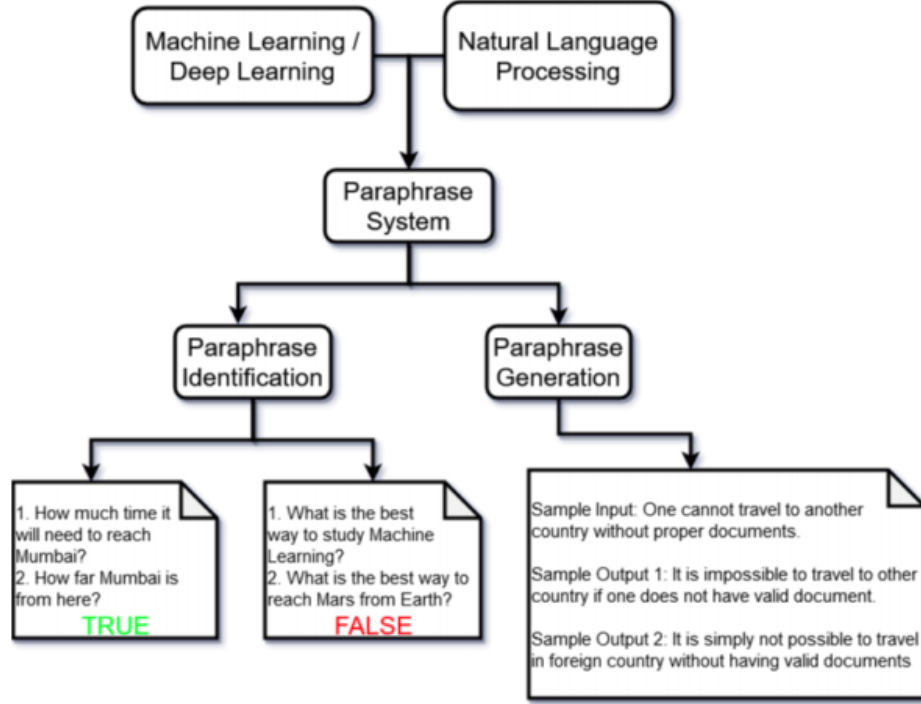 Machine Learning /
Deep Learning
Natural Language
Processing
Paraphrase
System
Paraphrase
Identification
Paraphrase
Generation
1. How much time it
will need to reach
Mumbai?
2. How far Mumbai is
from here?
TRUE
1. What is the best
way to study Machine
Learning?
2. What is the best way to
reach Mars from Earth?
FALSE
Sample Input: One cannot travel to another
country without proper documents.
Sample Output 1: It is impossible to travel to other
country if one does not have valid document.
Sample Output 2: It is simply not possible to travel
in foreign country without having valid documents